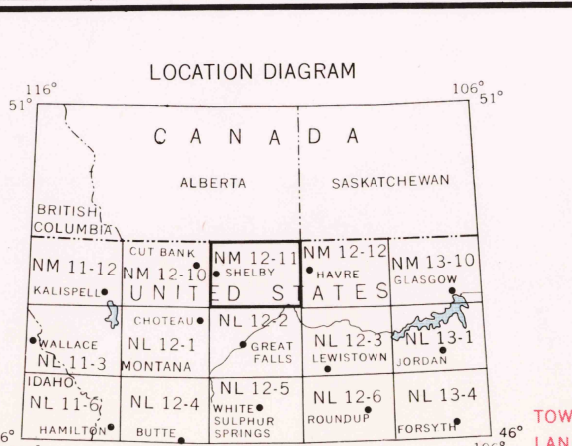 LOCATION DIAGRAM
116°
106°
51°
51°
CANADA
ALBERTA
SASKATCHEWAN
BRITISH
COLUMBIA
CUT BANK
NM 11-12
NM 12-10
NM 12-11
NM 12-12
NM 13-10
KALISPELL
SHELBY
HAVRE
GLASGOW
UNITED STATES
CHOTEAU
NL 12-2
WALLACE
NL 12-1
GREAT
FALLS
NL 12-3
NL 13-1
NL 11-3
MONTANA
LEWISTOWN
JORDAN
IDAHO
NL 11-6
NL 12-4
NL 12-5
NL 12-6
NL 13-4
HAMILTON
BUTTE
WHITE
SULPHUR
SPRINGS
ROUNDUP
FORSYTH
46°
TOW
LAN